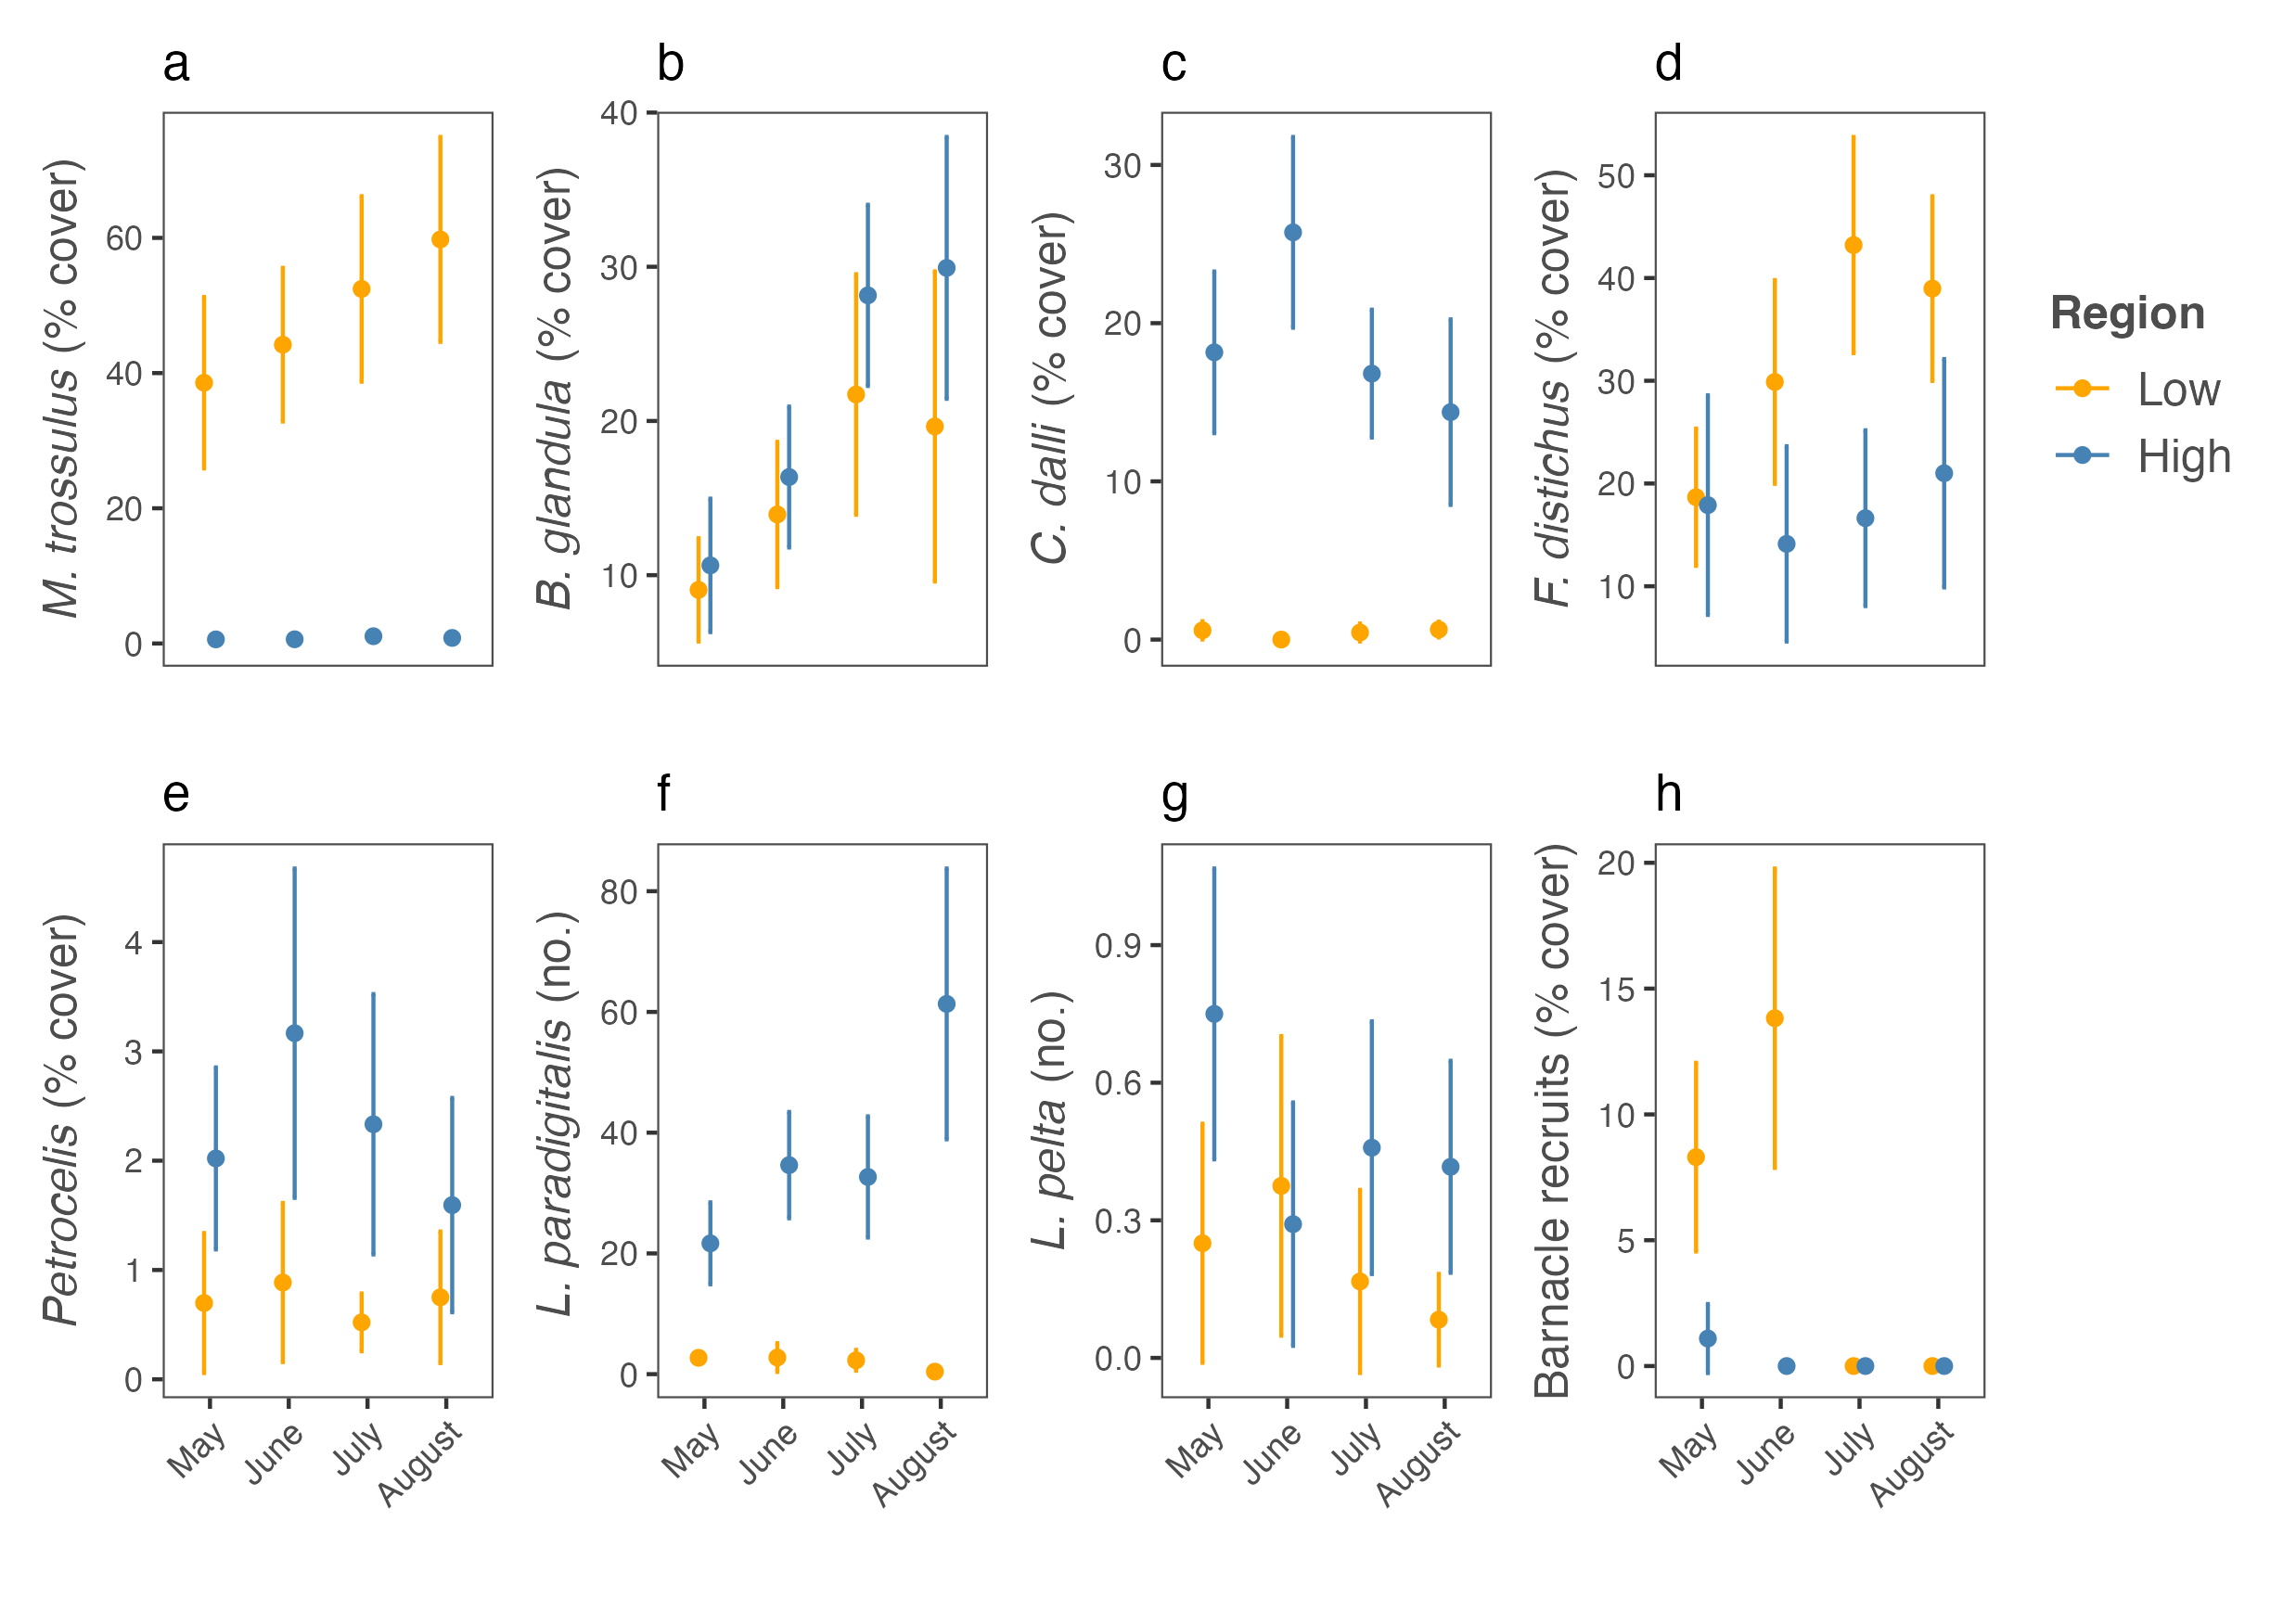 a
b
c
d
M. trossulus (% cover)
60
40
20
0
B. glandula (% cover)
40
30
20
10
C. dalli (% cover)
30
20
10
0
F. distichus (% cover)
50
40
30
20
10
Region
Low
High
e
f
g
h
Petrocelis (% cover)
4
3
2
1
0
May
June
July
August
L. paradigitalis (no.)
80
60
40
20
0
May
June
July
August
L. pelta (no.)
0.9
0.6
0.3
0.0
May
June
July
August
Barnacle recruits (% cover)
20
15
10
5
0
May
June
July
August